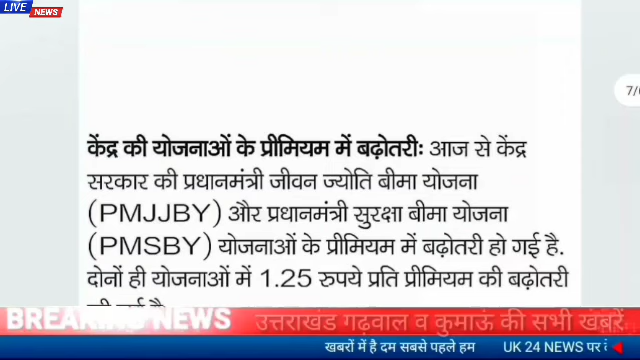 LIVE
NEWS
7/
केंद्र की योजनाओं के प्रीमियम में बढ़ोतरीः आज से केंद्र
सरकार की प्रधानमंत्री जीवन ज्योति बीमा योजना
(PMJJBY) और प्रधानमंत्री सुरक्षा बीमा योजना
(PMSBY) योजनाओं के प्रीमियम में बढ़ोतरी हो गई है.
दोनों ही योजनाओं में 1.25 रुपये प्रति प्रीमियम की बढ़ोतरी
BREAKING NEWS उत्तराखंड गढ़वाल व कुमाऊं की सभी खबरें
खबरों में है दम सबसे पहले हम UK 24 NEWS पर